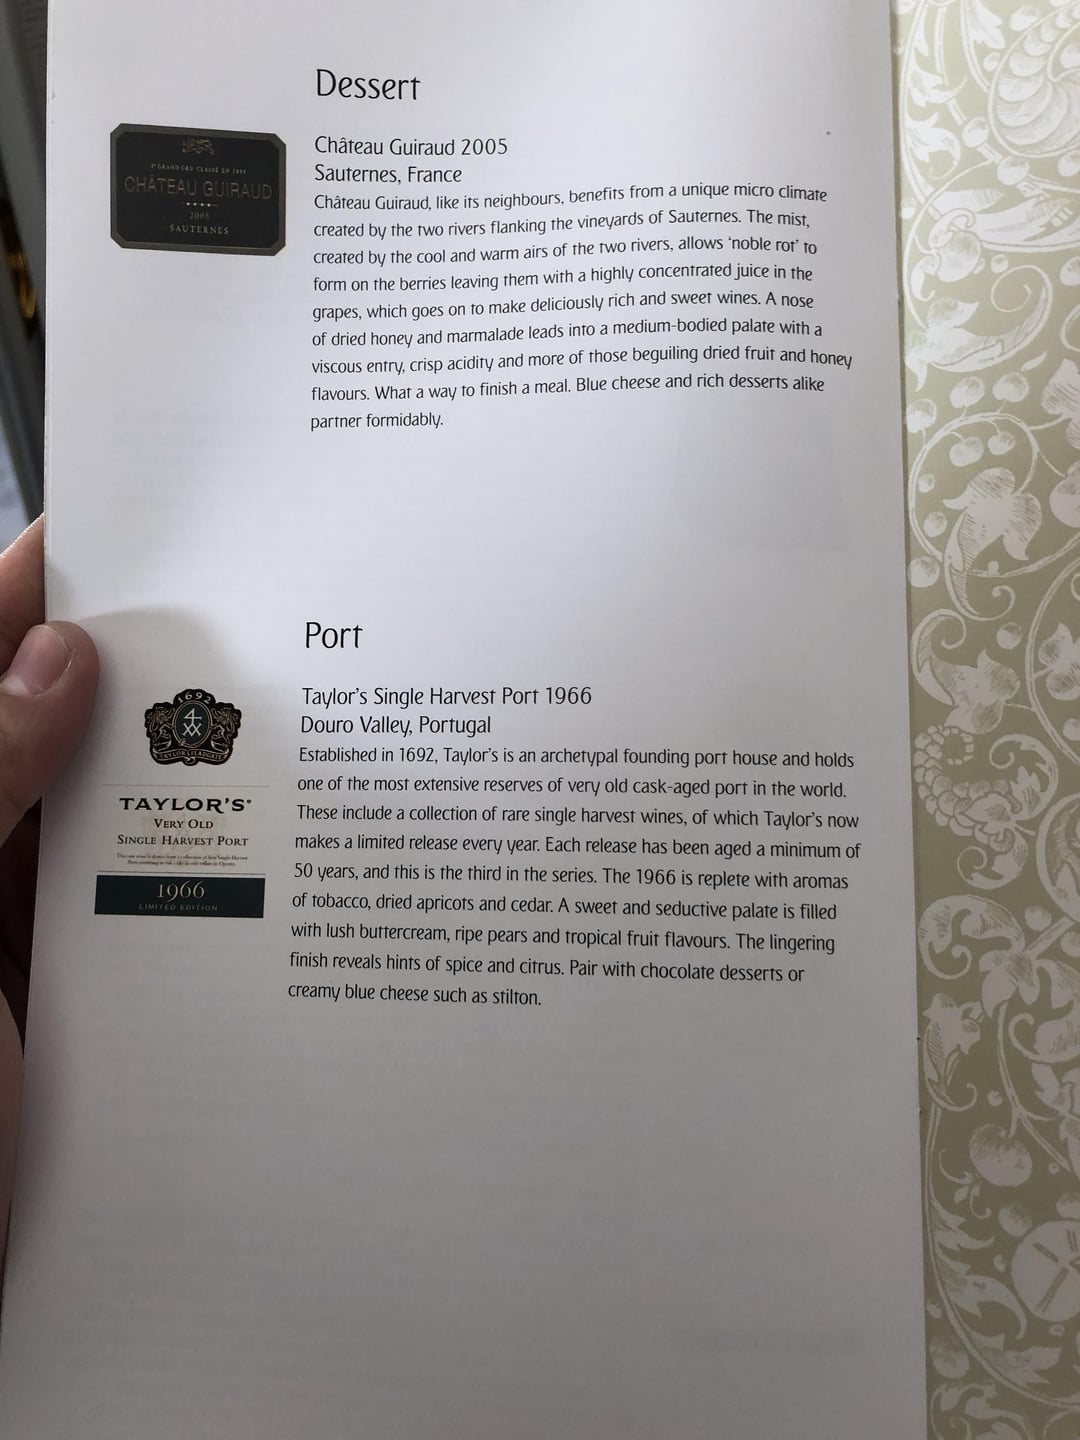 Dessert
1er GRAND CRU CLASSÉ EN 1855
CHÂTEAU GUIRAUD
2005
SAUTERNES
Château Guiraud 2005
Sauternes, France
Château Guiraud, like its neighbours, benefits from a unique micro climate
created by the two rivers flanking the vineyards of Sauternes. The mist,
created by the cool and warm airs of the two rivers, allows ‘noble rot’ to
form on the berries leaving them with a highly concentrated juice in the
grapes, which goes on to make deliciously rich and sweet wines. A nose
of dried honey and marmalade leads into a medium-bodied palate with a
viscous entry, crisp acidity and more of those beguiling dried fruit and honey
flavours. What a way to finish a meal. Blue cheese and rich desserts alike
partner formidably.
Port
1692
4
XX
TAYLOR'S®
VERY OLD
SINGLE HARVEST PORT
1966
LIMITED EDITION
Taylor’s Single Harvest Port 1966
Douro Valley, Portugal
Established in 1692, Taylor’s is an archetypal founding port house and holds
one of the most extensive reserves of very old cask-aged port in the world.
These include a collection of rare single harvest wines, of which Taylor’s now
makes a limited release every year. Each release has been aged a minimum of
50 years, and this is the third in the series. The 1966 is replete with aromas
of tobacco, dried apricots and cedar. A sweet and seductive palate is filled
with lush buttercream, ripe pears and tropical fruit flavours. The lingering
finish reveals hints of spice and citrus. Pair with chocolate desserts or
creamy blue cheese such as stilton.